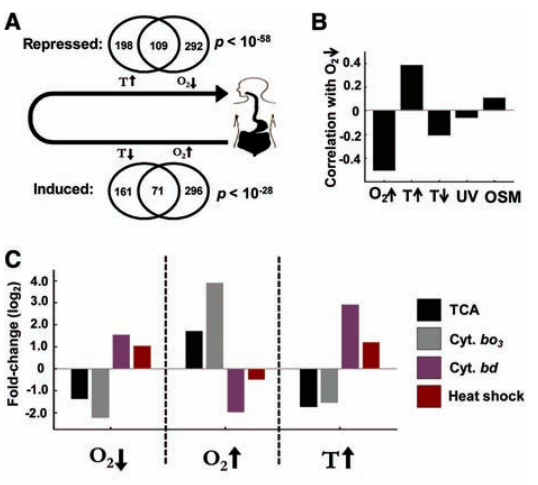 A
Repressed: 198 109 292 p < 10⁻⁵⁸
T↑ O₂↓
T↓ O₂↑
Induced: 161 71 296 p < 10⁻²⁸
B
Correlation with O₂↓
0.4
0.2
0
-0.2
-0.4
O₂↑ T↑ T↓ UV OSM
C
Fold-change (log₂)
4.0
3.0
2.0
1.0
0
-1.0
-2.0
O₂↓ O₂↑ T↑
TCA
Cyt. bo₃
Cyt. bd
Heat shock